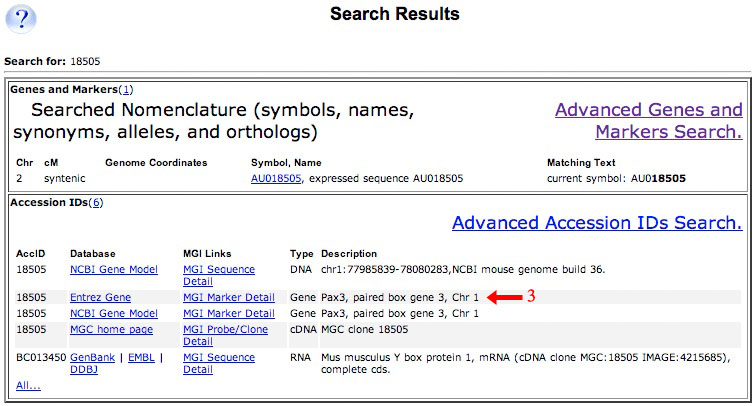 ?
Search Results
Search for: 18505
Genes and Markers(1)
Searched Nomenclature (symbols, names,
synonyms, alleles, and orthologs)
Advanced Genes and
Markers Search.
Chr cM Genome Coordinates Symbol, Name Matching Text
2 syntenic AU018505, expressed sequence AU018505 current symbol: AU018505
Accession IDs(6)
Advanced Accession IDs Search.
AccID Database MGI Links Type Description
18505 NCBI Gene Model MGI Sequence DNA chr1:77985839-78080283,NCBI mouse genome build 36.
Detail
18505 Entrez Gene MGI Marker Detail Gene Pax3, paired box gene 3, Chr 1 3
18505 NCBI Gene Model MGI Marker Detail Gene Pax3, paired box gene 3, Chr 1
18505 MGC home page MGI Probe/Clone cDNA MGC clone 18505
Detail
BC013450 GenBank | EMBL | MGI Sequence RNA Mus musculus Y box protein 1, mRNA (cDNA clone MGC:18505 IMAGE:4215685),
DDBJ Detail complete cds.
All...